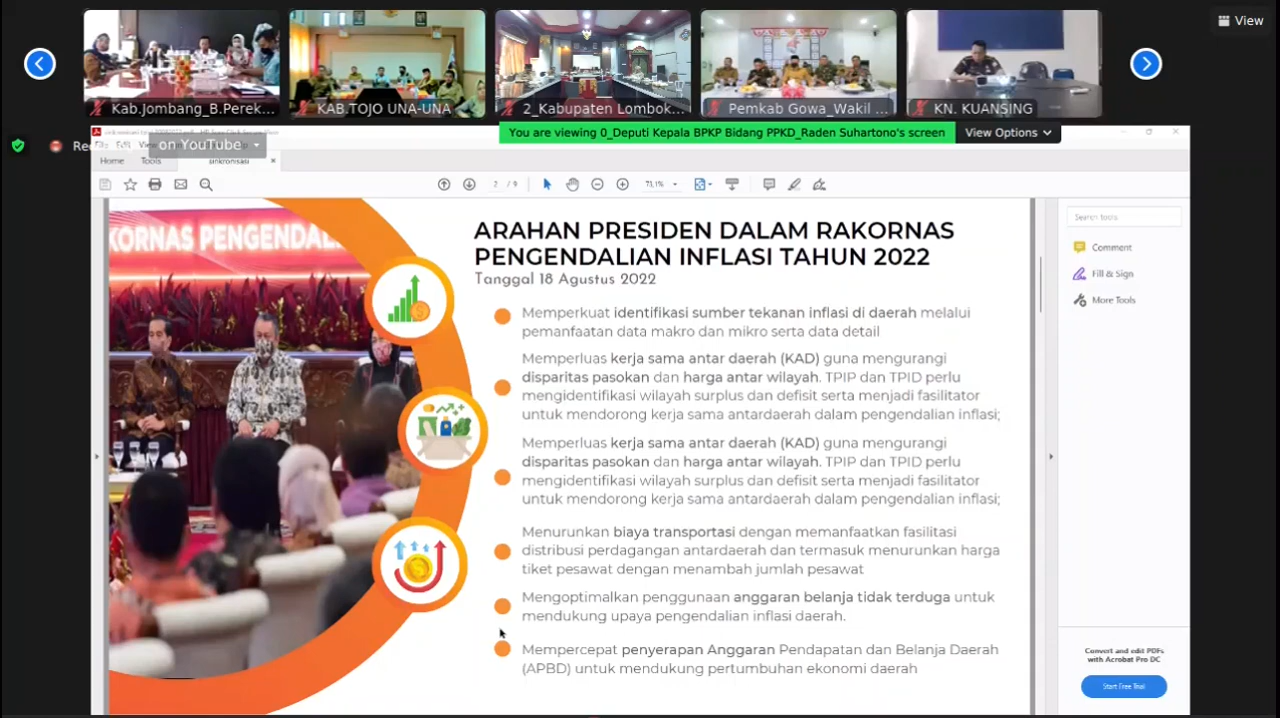 View
Kab.Jombang_B.Perek...
KAB.TOJO UNA-UNA
2_Kabupaten Lombok...
Pemkab Gowa_Wakil ...
KN. KUANSING
You are viewing 0_Deputi Kepala BPKP Bidang PPKD_Raden Suhartono's screen
View Options
on YouTube
Home
Tools
sinkronisasi
2 / 9
73,1%
Search tools
Comment
Fill & Sign
More Tools
KORNAS PENGENDAL
ARAHAN PRESIDEN DALAM RAKORNAS
PENGENDALIAN INFLASI TAHUN 2022
Tanggal 18 Agustus 2022
Memperkuat identifikasi sumber tekanan inflasi di daerah melalui
pemanfaatan data makro dan mikro serta data detail
Memperluas kerja sama antar daerah (KAD) guna mengurangi
disparitas pasokan dan harga antar wilayah. TPIP dan TPID perlu
mengidentifikasi wilayah surplus dan defisit serta menjadi fasilitator
untuk mendorong kerja sama antardaerah dalam pengendalian inflasi;
Memperluas kerja sama antar daerah (KAD) guna mengurangi
disparitas pasokan dan harga antar wilayah. TPIP dan TPID perlu
mengidentifikasi wilayah surplus dan defisit serta menjadi fasilitator
untuk mendorong kerja sama antardaerah dalam pengendalian inflasi;
Menurunkan biaya transportasi dengan memanfaatkan fasilitasi
distribusi perdagangan antardaerah dan termasuk menurunkan harga
tiket pesawat dengan menambah jumlah pesawat
Mengoptimalkan penggunaan anggaran belanja tidak terduga untuk
mendukung upaya pengendalian inflasi daerah.
Mempercepat penyerapan Anggaran Pendapatan dan Belanja Daerah
(APBD) untuk mendukung pertumbuhan ekonomi daerah
Convert and edit PDFs
with Acrobat Pro DC
Start Free Trial